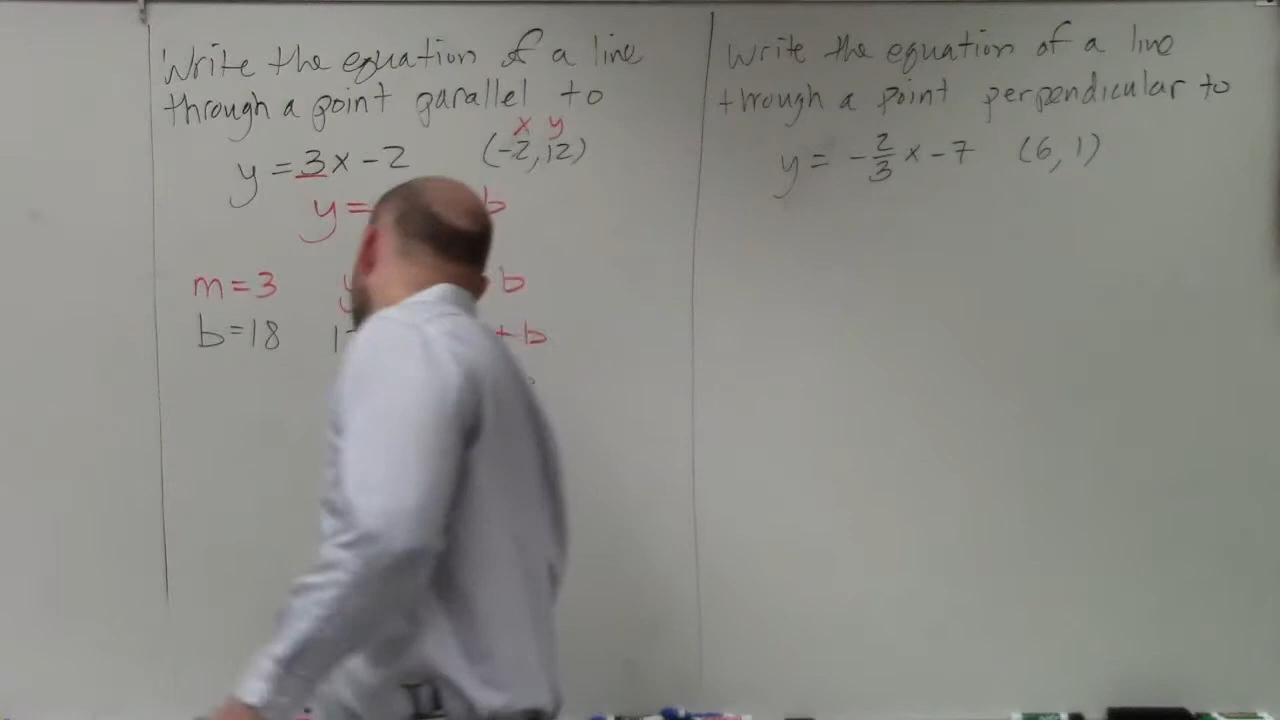 Write the equation of a line
through a point parallel to
x y
y = 3x - 2 (-2, 12)
y = b
m = 3 y b
b = 18 1 + b
Write the equation of a line
through a point perpendicular to
y = -2/3 x - 7 (6, 1)